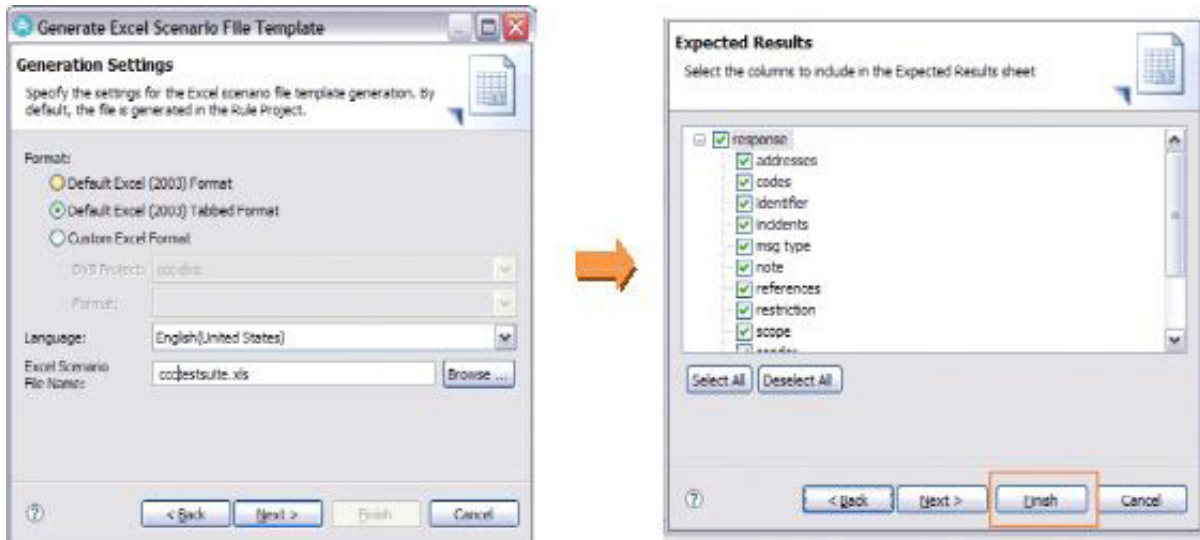 Generate Excel Scenario File Template
Generation Settings
Specify the settings for the Excel scenario file template generation. By
default, the file is generated in the Rule Project.
Format:
Default Excel (2003) Format
Default Excel (2003) Tabbed Format
Custom Excel Format
DVS Project:
Format:
Language:
English(United States)
Excel Scenario
File Name:
ccctestsuite.xls
Browse ...
< Back
Next >
Finish
Cancel
Expected Results
Select the columns to include in the Expected Results sheet
response
addresses
codes
identifier
incidents
msg type
note
references
restriction
scope
Select All
Deselect All
< Back
Next >
Finish
Cancel